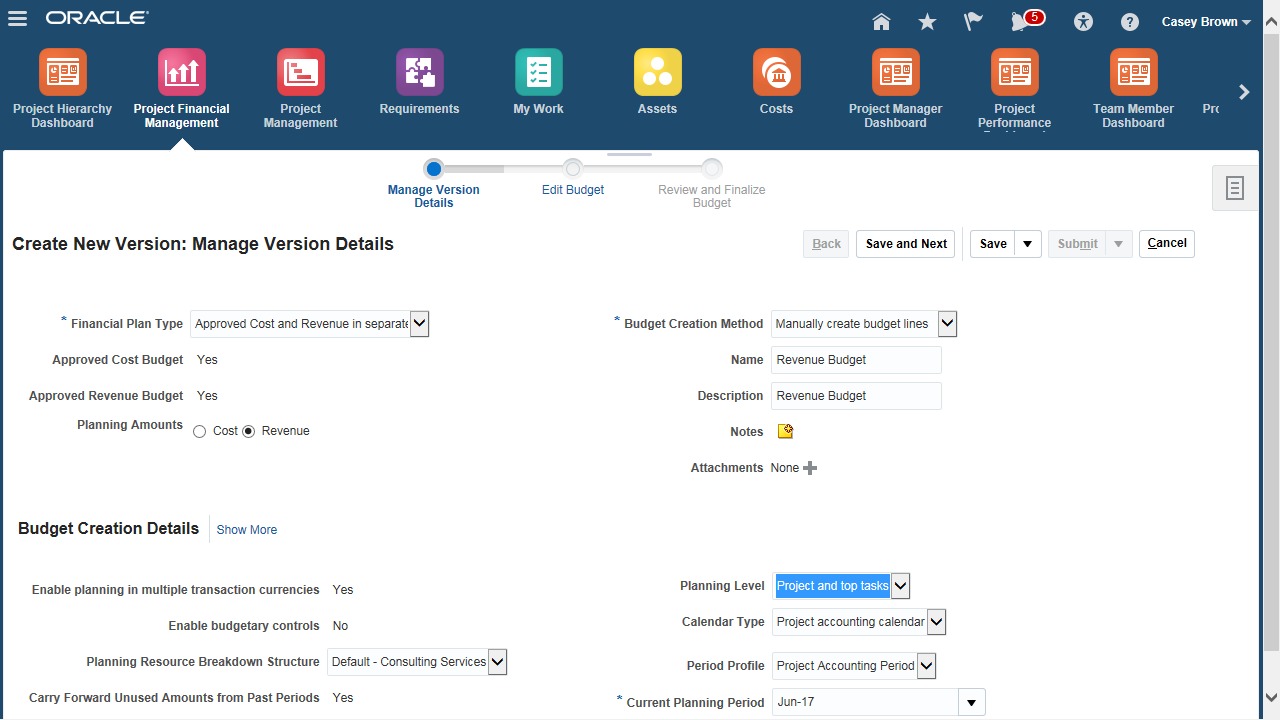 ORACLE
5
Casey Brown
Project Hierarchy
Dashboard
Project Financial
Management
Project
Management
Requirements
My Work
Assets
Costs
Project Manager
Dashboard
Project
Performance
Team Member
Dashboard
Manage Version
Details
Edit Budget
Review and Finalize
Budget
Create New Version: Manage Version Details
Back
Save and Next
Save
Submit
Cancel
* Financial Plan Type
Approved Cost and Revenue in separate
Approved Cost Budget Yes
Approved Revenue Budget Yes
Planning Amounts
Cost Revenue
* Budget Creation Method
Manually create budget lines
Name Revenue Budget
Description Revenue Budget
Notes
Attachments None
Budget Creation Details
Show More
Enable planning in multiple transaction currencies Yes
Enable budgetary controls No
Planning Resource Breakdown Structure Default - Consulting Services
Carry Forward Unused Amounts from Past Periods Yes
Planning Level Project and top tasks
Calendar Type Project accounting calendar
Period Profile Project Accounting Period
* Current Planning Period Jun-17